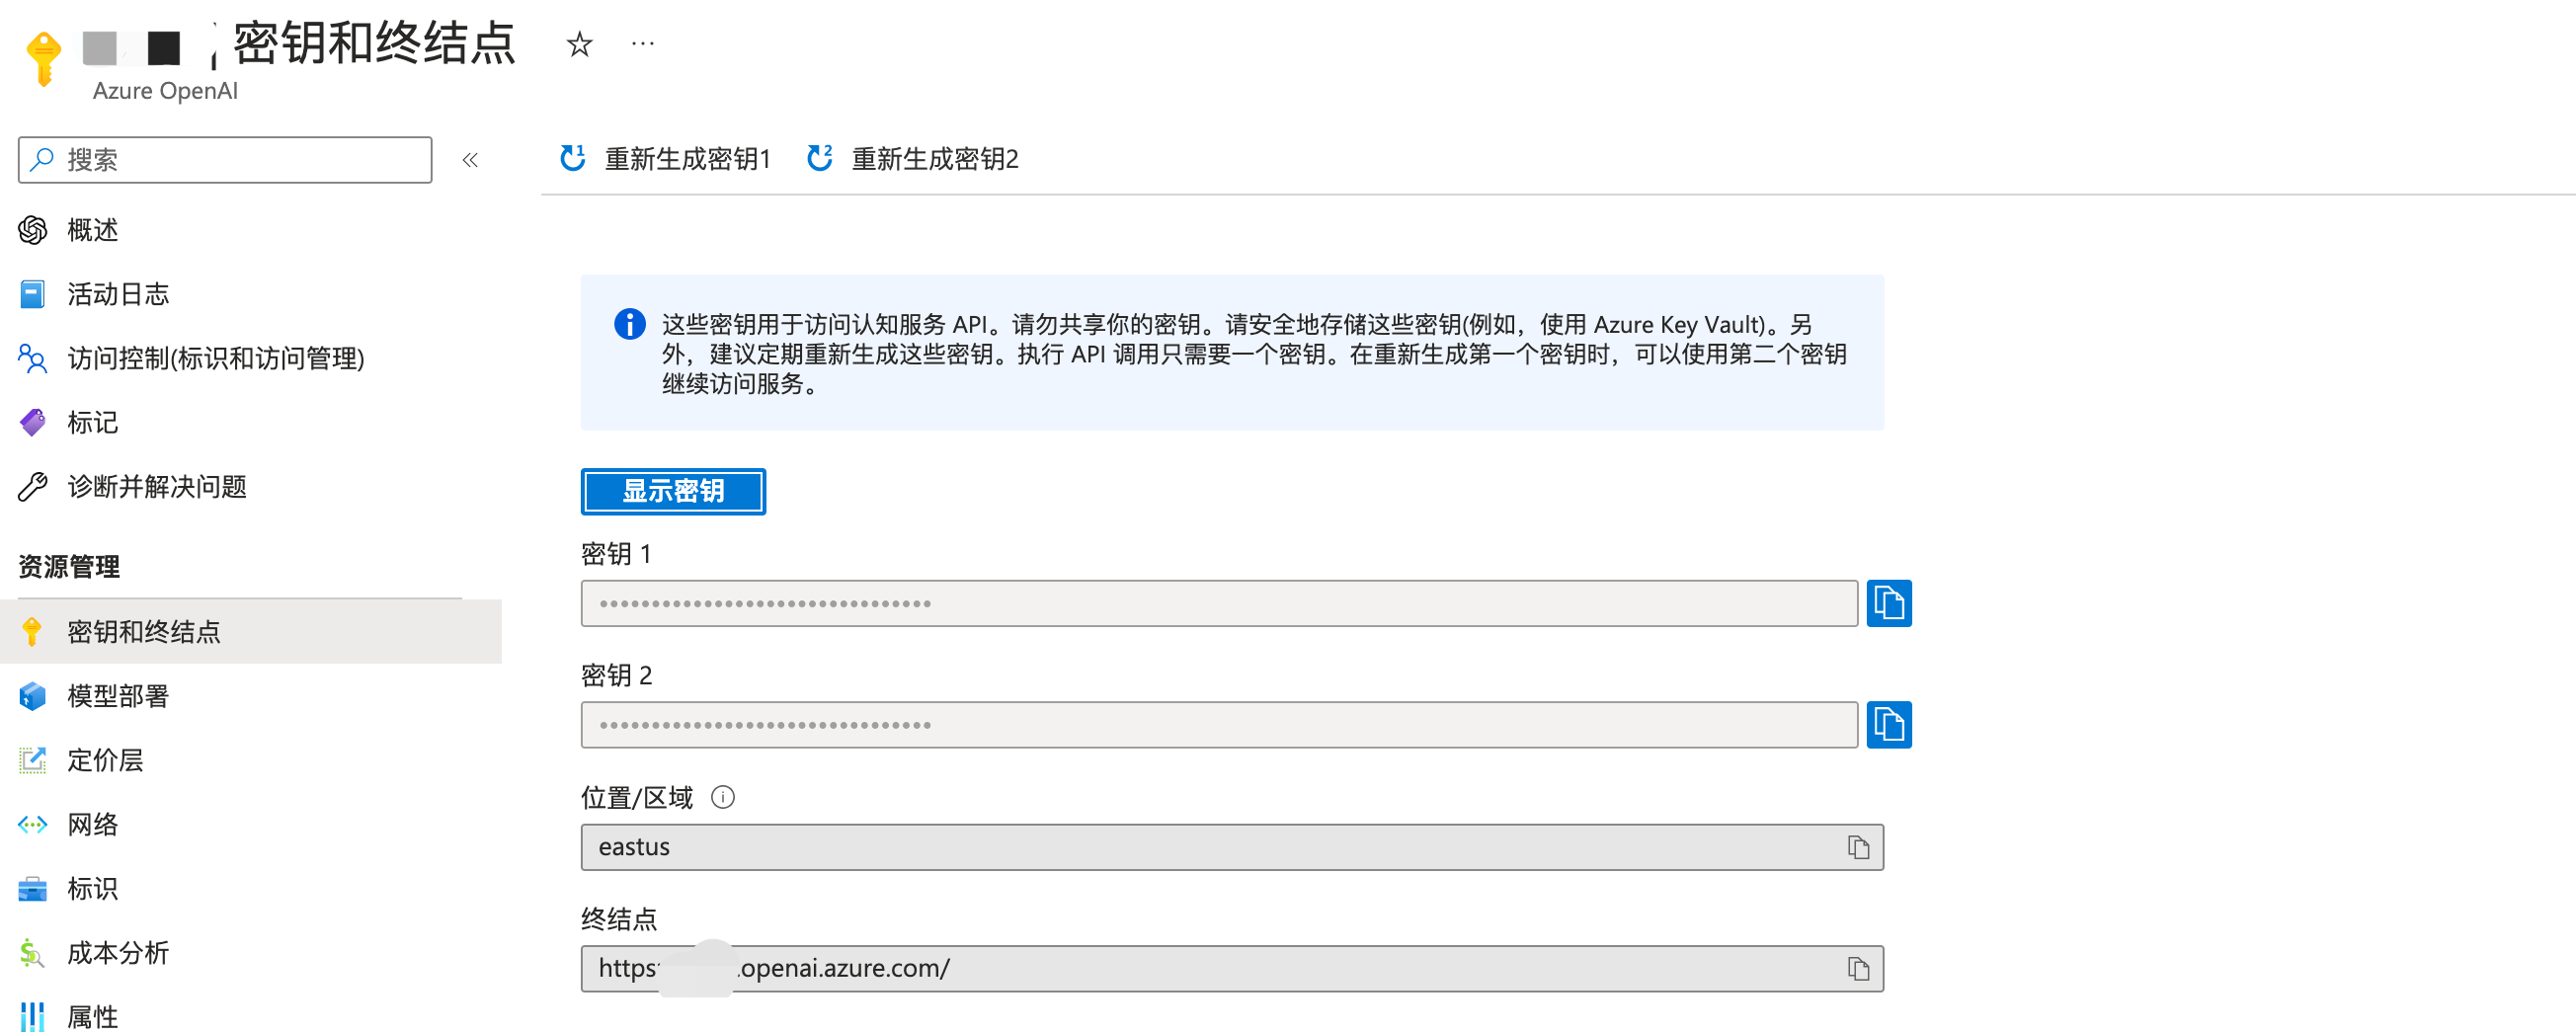 密钥和终结点
Azure OpenAI
搜索
概述
活动日志
访问控制(标识和访问管理)
标记
诊断并解决问题
资源管理
密钥和终结点
模型部署
定价层
网络
标识
成本分析
属性
重新生成密钥1
重新生成密钥2
这些密钥用于访问认知服务 API。请勿共享你的密钥。请安全地存储这些密钥(例如，使用 Azure Key Vault)。另
外，建议定期重新生成这些密钥。执行 API 调用只需要一个密钥。在重新生成第一个密钥时，可以使用第二个密钥
继续访问服务。
显示密钥
密钥 1
密钥 2
位置/区域
eastus
终结点
https:
.openai.azure.com/